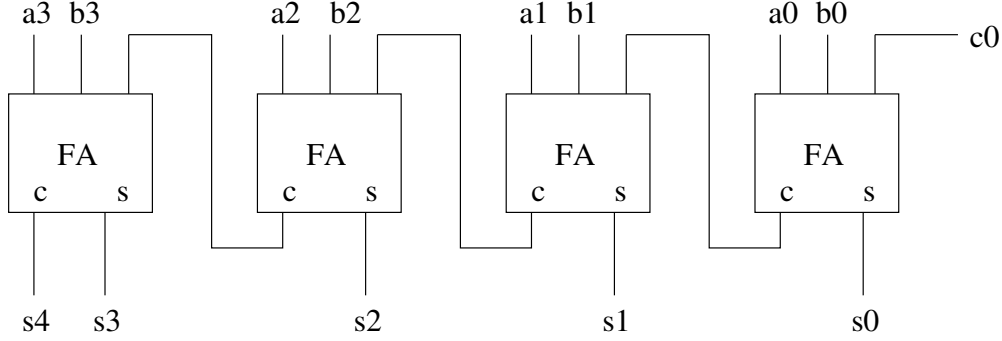 a3 b3 a2 b2 a1 b1 a0 b0
c0
FA FA FA FA
c s c s c s c s
s4 s3 s2 s1 s0